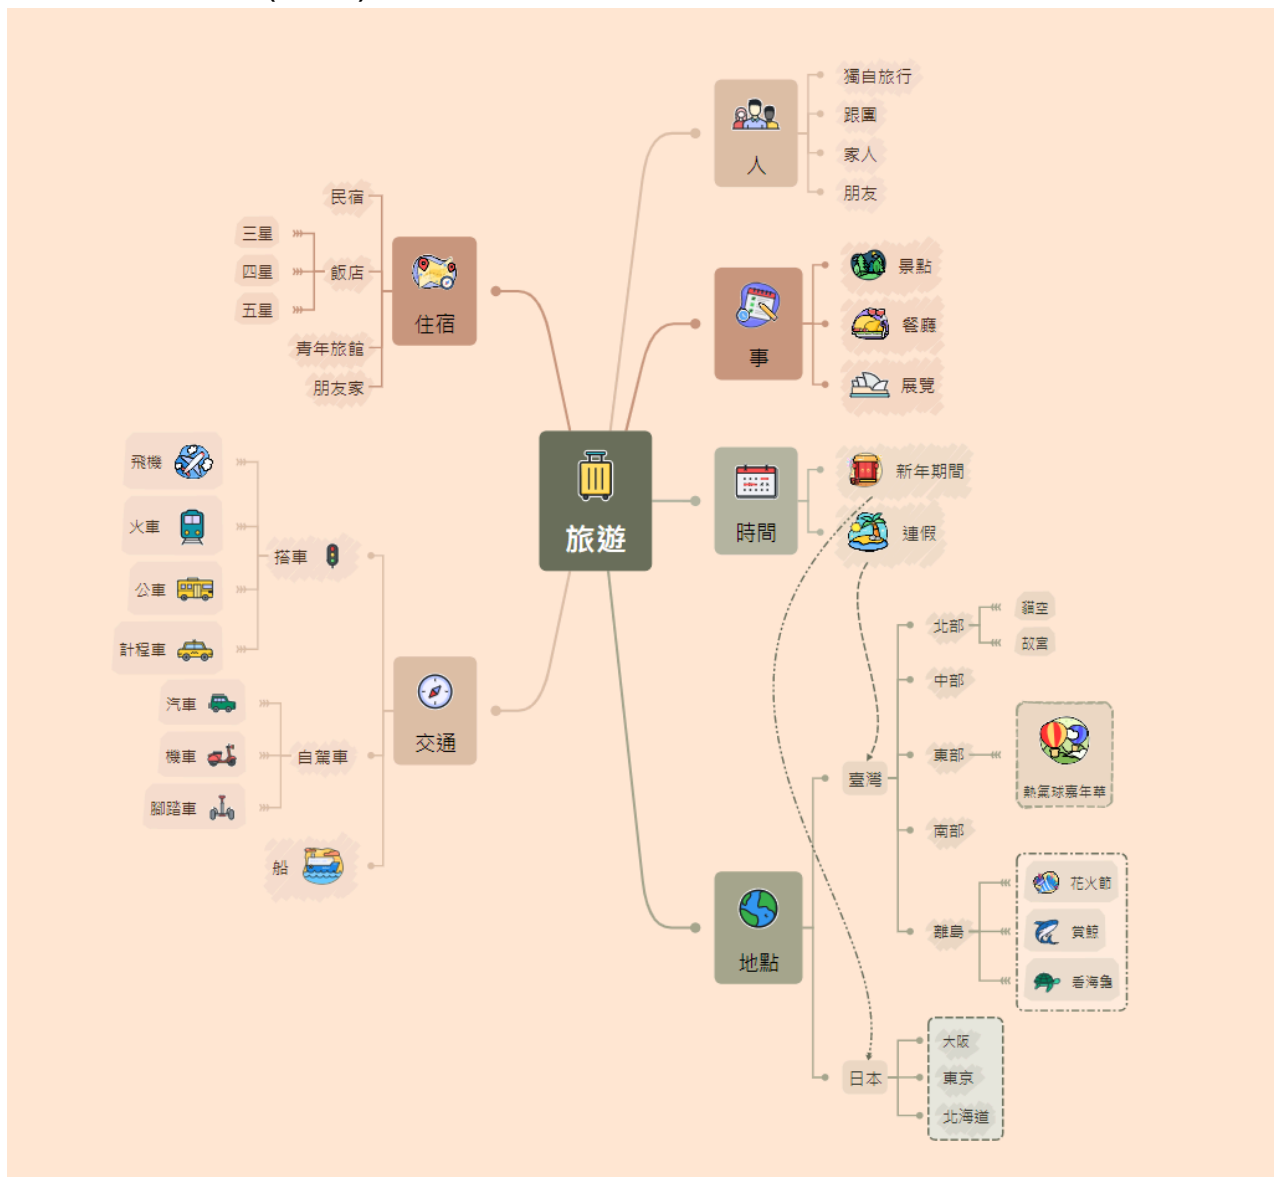 旅遊
人
獨自旅行
跟團
家人
朋友
事
景點
餐廳
展覽
時間
新年期間
連假
地點
臺灣
北部
貓空
故宮
中部
東部
熱氣球嘉年華
南部
離島
花火節
賞鯨
看海龜
日本
大阪
東京
北海道
住宿
民宿
飯店
三星
四星
五星
青年旅館
朋友家
交通
搭車
飛機
火車
公車
計程車
自駕車
汽車
機車
腳踏車
船